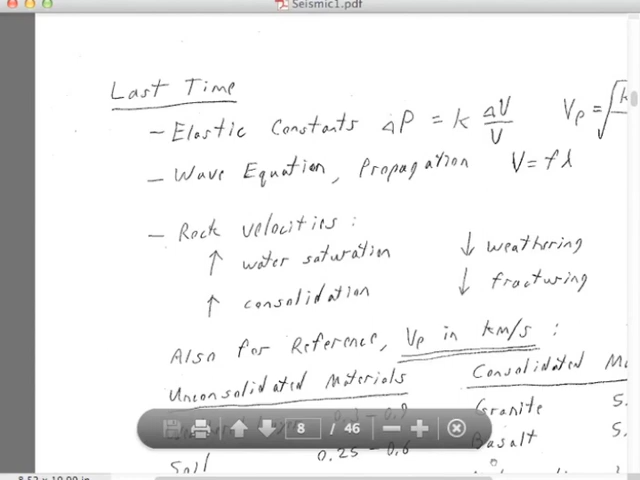 Seismic1.pdf
Last Time
– Elastic Constants ΔP = k ΔV/V   Vp = √k
– Wave Equation, Propagation   V = fλ
– Rock velocities :
↑ water saturation   ↓ weathering
↑ consolidation   ↓ fracturing
Also for Reference, Vp in km/s :
Unconsolidated Materials   Consolidated M
Granite   5.
8 / 46
Basalt   5.
Soil   0.25 – 0.6